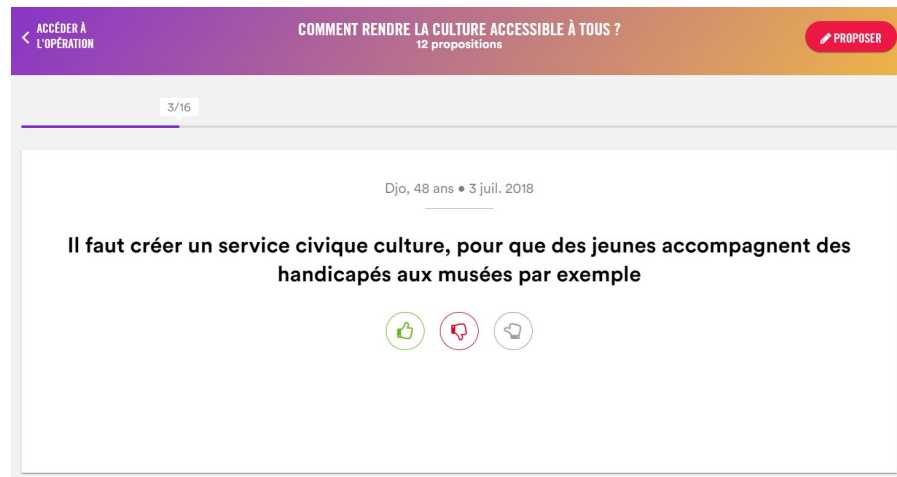 ACCÉDER À
L'OPÉRATION
COMMENT RENDRE LA CULTURE ACCESSIBLE À TOUS ?
12 propositions
PROPOSER
3/16
Djo, 48 ans • 3 juil. 2018
Il faut créer un service civique culture, pour que des jeunes accompagnent des
handicapés aux musées par exemple